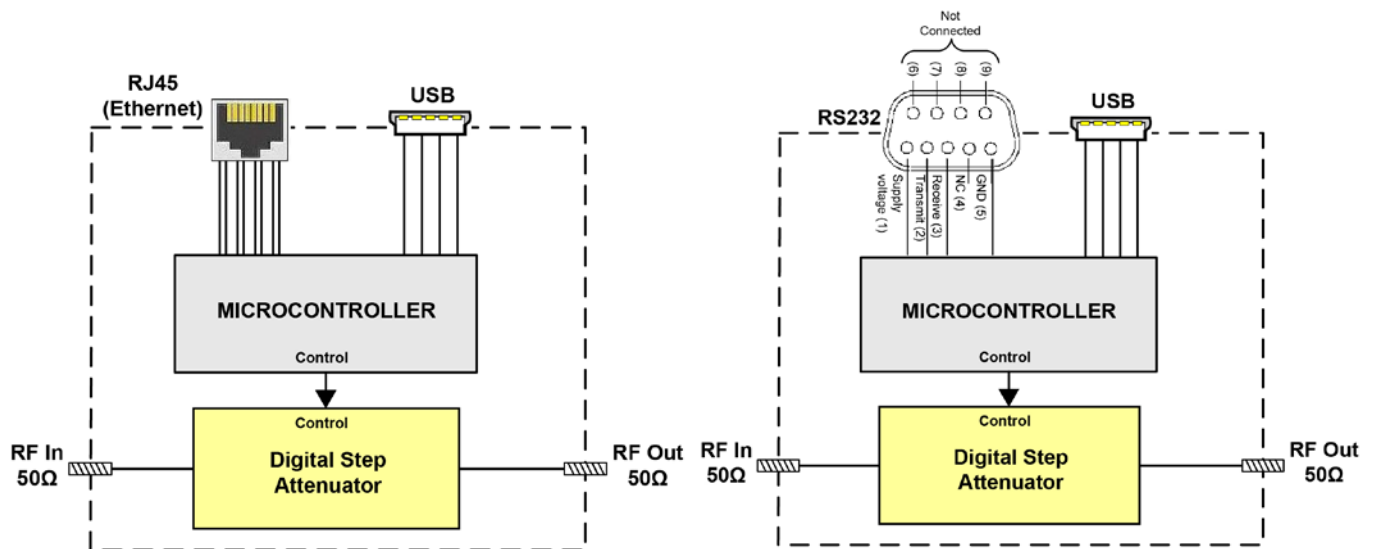 RJ45
(Ethernet)
USB
MICROCONTROLLER
Control
Control
Digital Step
Attenuator
RF In
50Ω
RF Out
50Ω
Not
Connected
(6)
(7)
(8)
(9)
RS232
USB
Supply
voltage (1)
Transmit (2)
Receive (3)
NC (4)
GND (5)
MICROCONTROLLER
Control
Control
Digital Step
Attenuator
RF In
50Ω
RF Out
50Ω